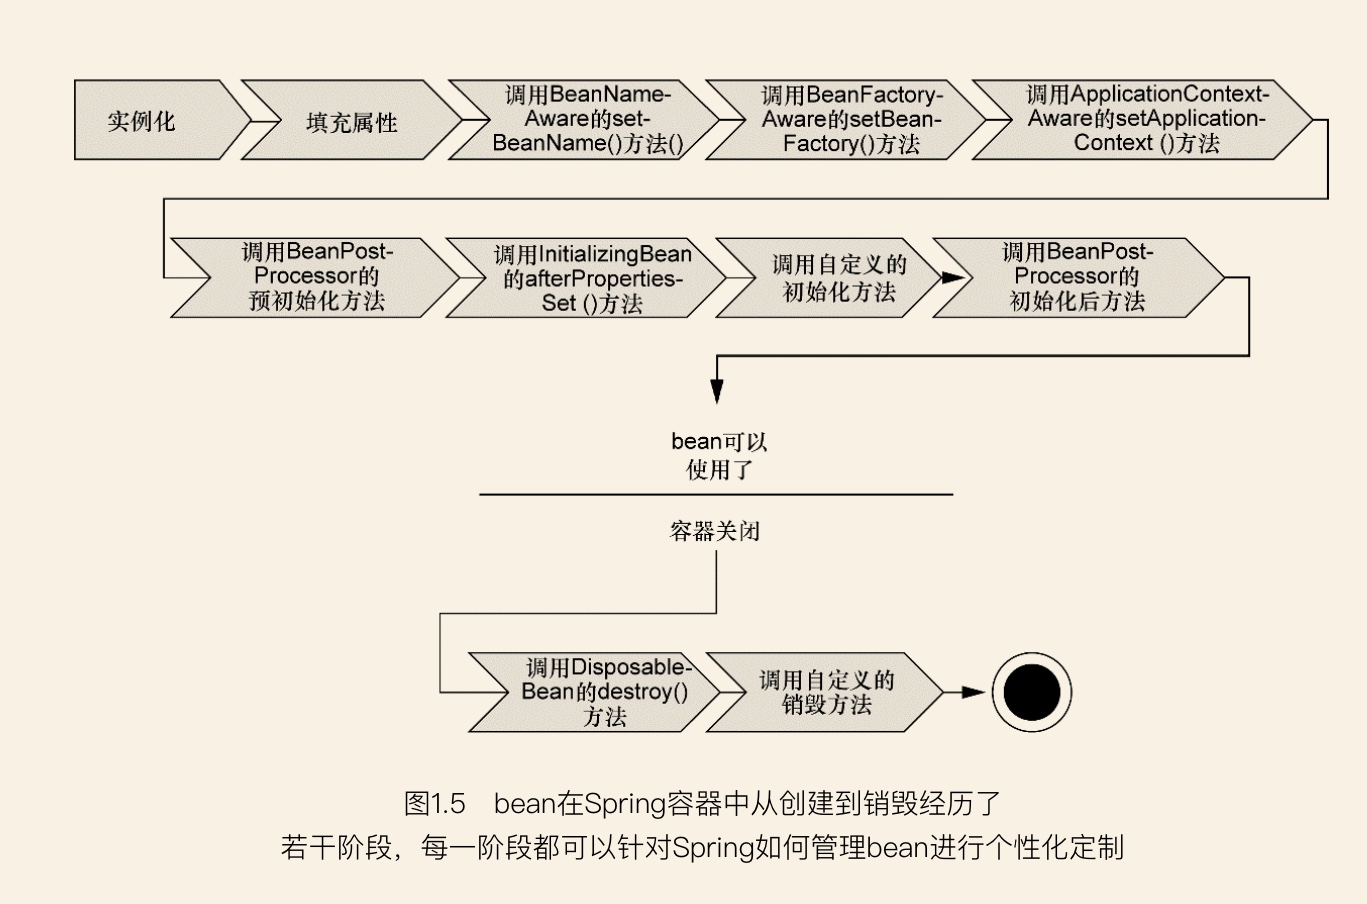 实例化
填充属性
调用BeanName-
Aware的set-
BeanName()方法()
调用BeanFactory-
Aware的setBean-
Factory()方法
调用ApplicationContext-
Aware的setApplication-
Context ()方法
调用BeanPost-
Processor的
预初始化方法
调用InitializingBean
的afterProperties-
Set ()方法
调用自定义的
初始化方法
调用BeanPost-
Processor的
初始化后方法
bean可以
使用了
容器关闭
调用Disposable-
Bean的destroy()
方法
调用自定义的
销毁方法
图1.5 bean在Spring容器中从创建到销毁经历了
若干阶段，每一阶段都可以针对Spring如何管理bean进行个性化定制